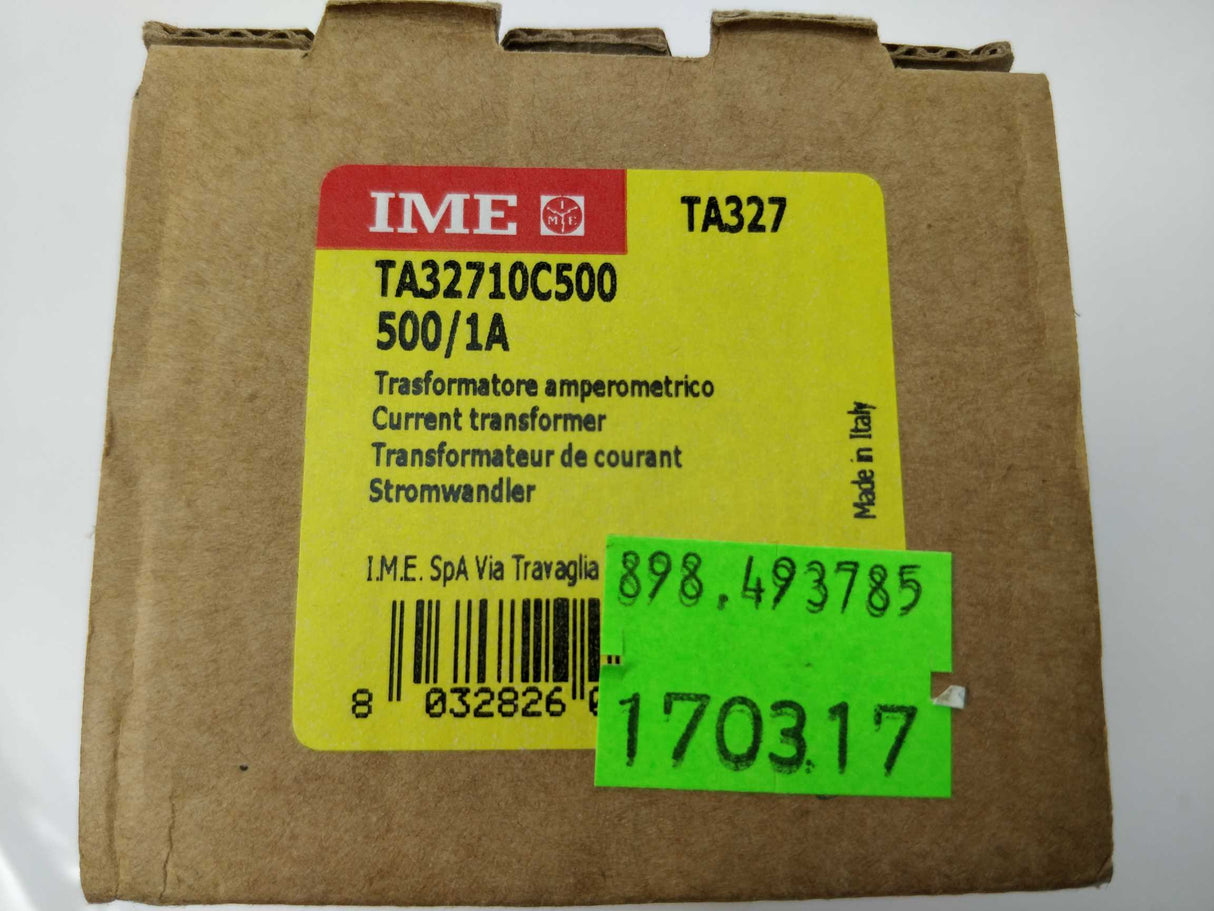 IME IME TA327
TA32710C500
500/1A
Trasformatore amperometrico
Current transformer
Transformateur de courant
Stromwandler
Made in Italy
I.M.E. SpA Via Travaglia
8 032826
898.493785
170317